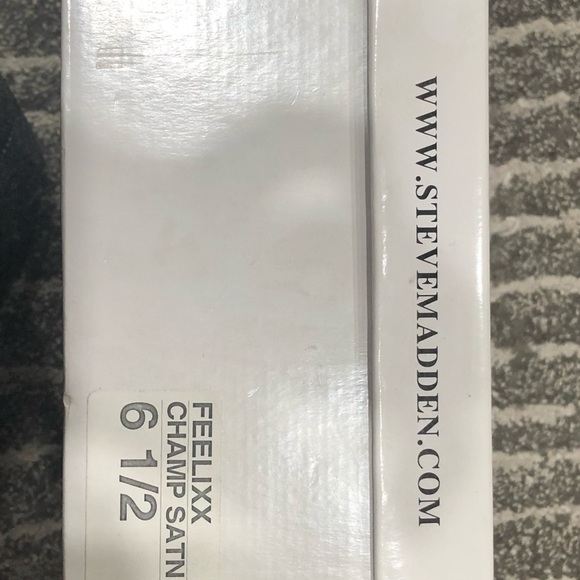 WWW.STEVEMADDEN.COM
FEELIXX
CHAMP SATN
6 1/2